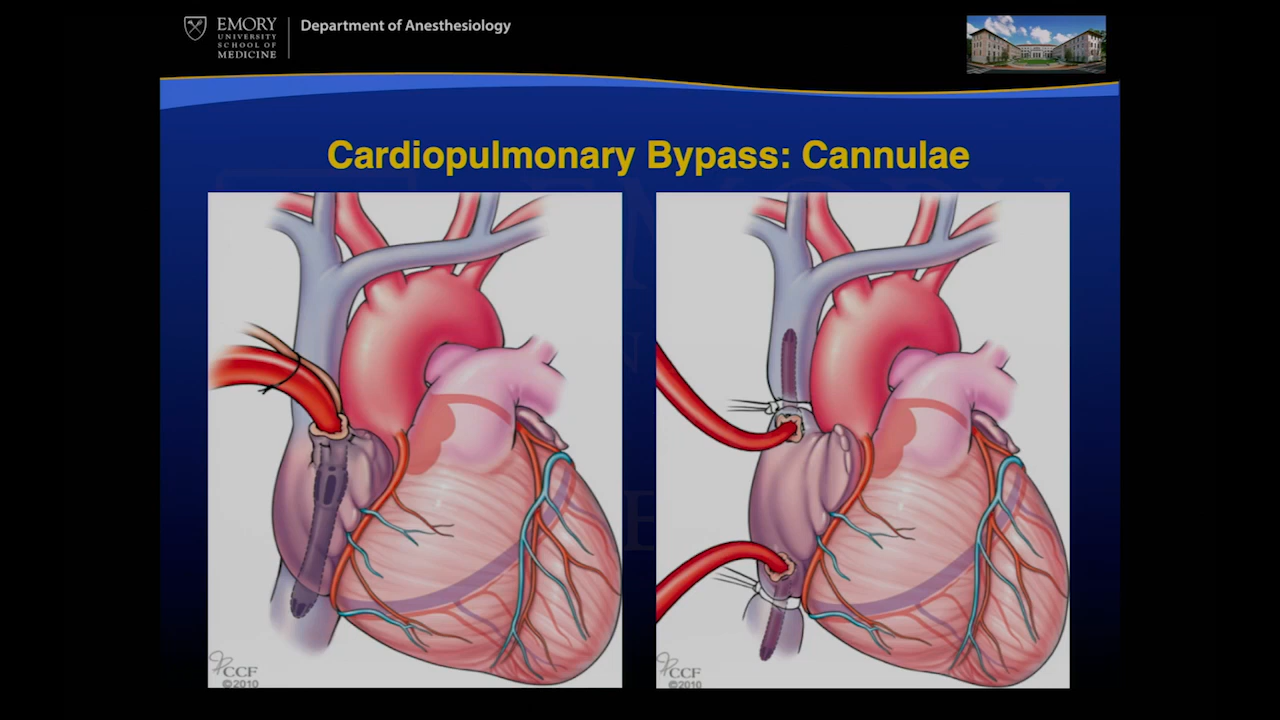 EMORY
UNIVERSITY
SCHOOL OF
MEDICINE
Department of Anesthesiology
Cardiopulmonary Bypass: Cannulae
CCF
©2010
CCF
©2010